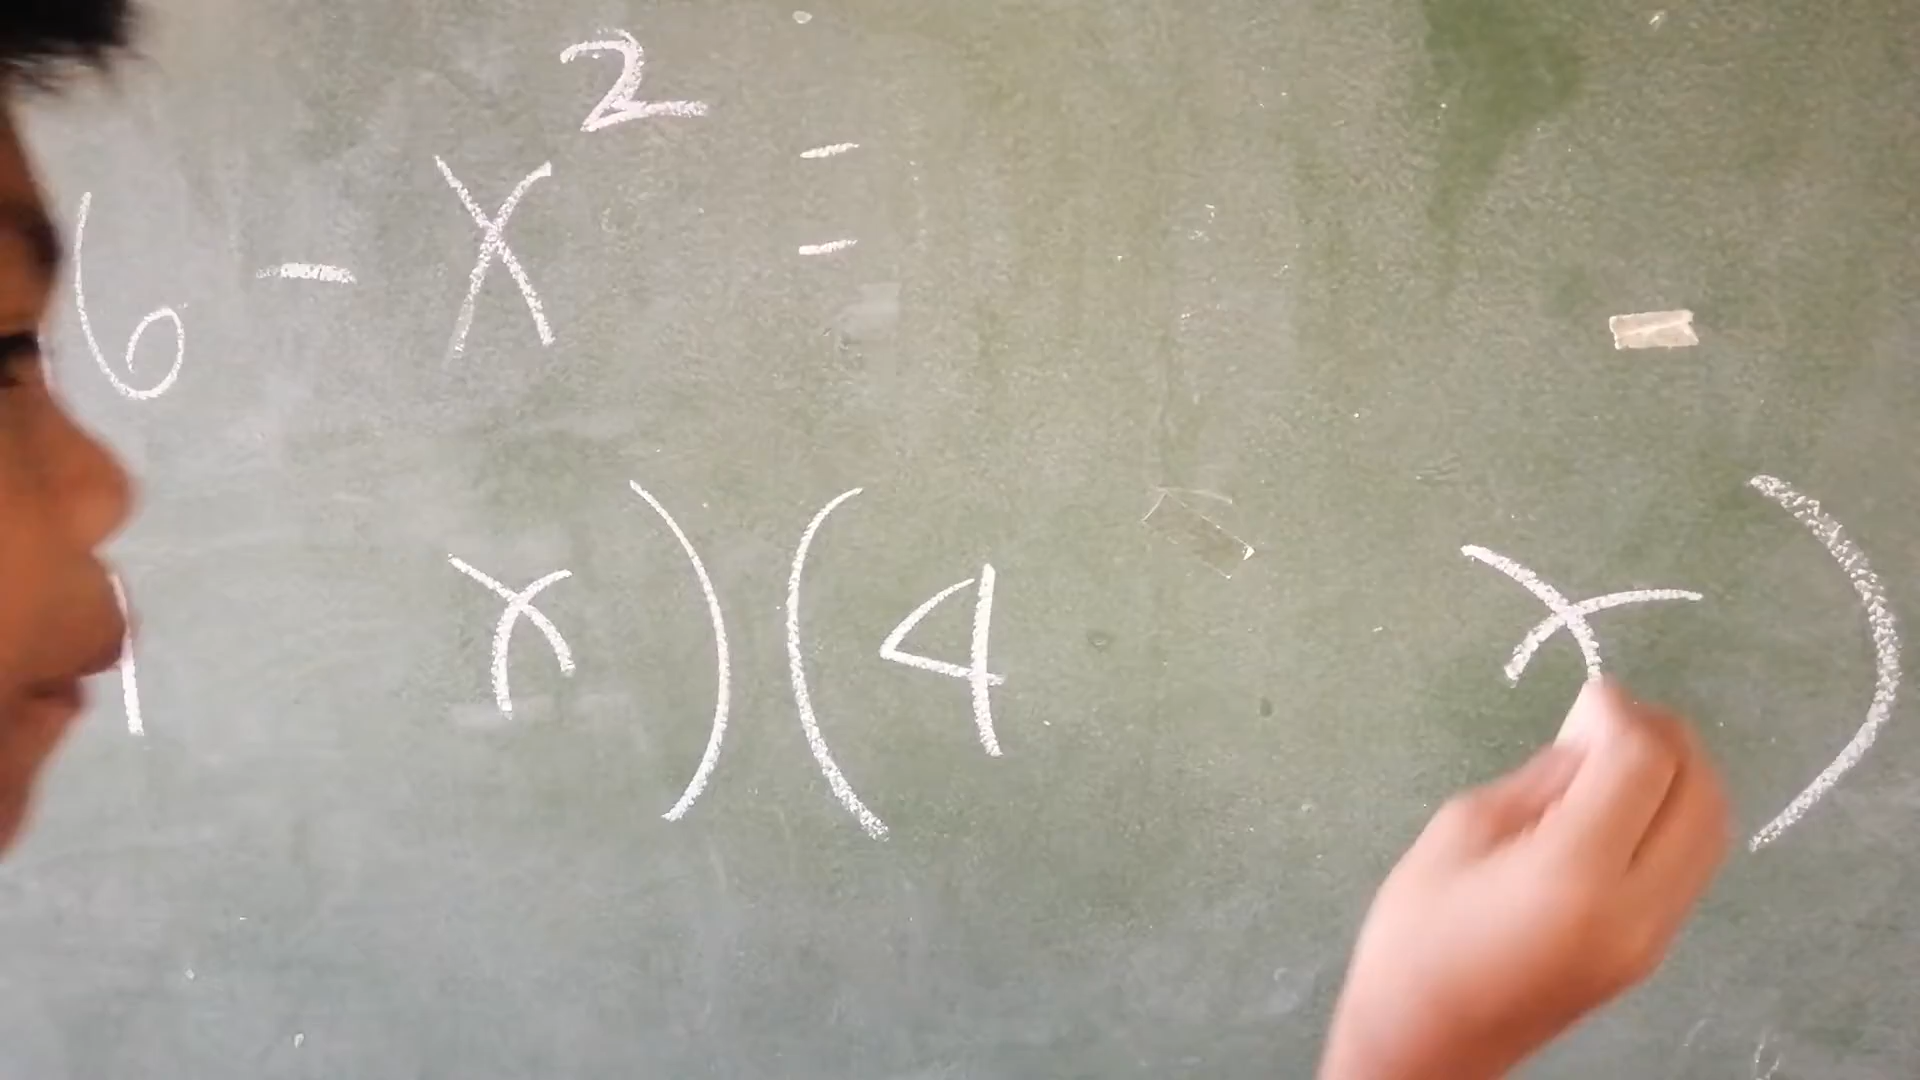 6 - x² =
x)(4 x)